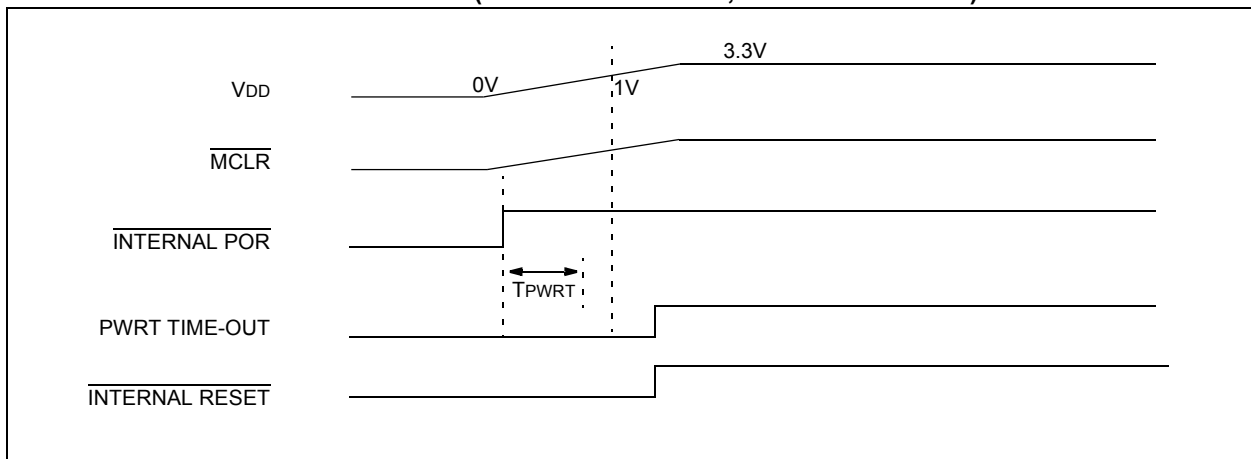 3.3V
VDD 0V 1V
MCLR
INTERNAL POR
TPWRT
PWRT TIME-OUT
INTERNAL RESET